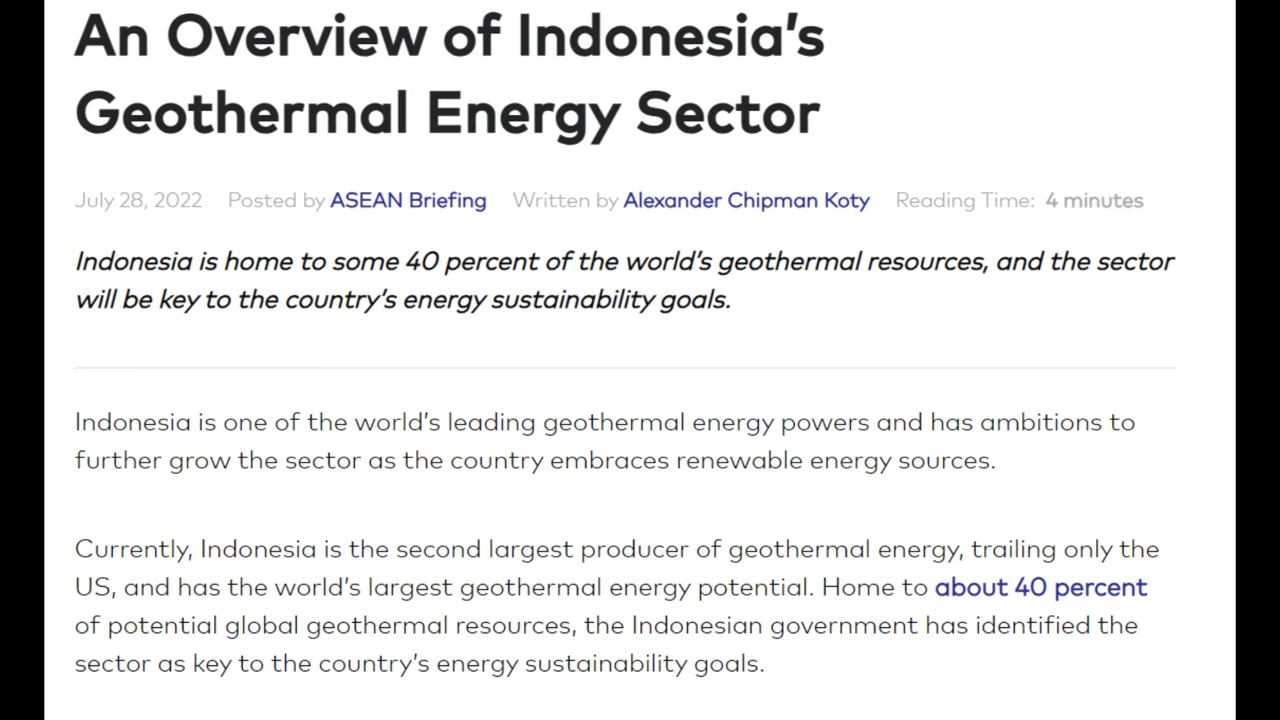 An Overview of Indonesia's
Geothermal Energy Sector
July 28, 2022 Posted by ASEAN Briefing Written by Alexander Chipman Koty Reading Time: 4 minutes
Indonesia is home to some 40 percent of the world's geothermal resources, and the sector
will be key to the country's energy sustainability goals.
Indonesia is one of the world's leading geothermal energy powers and has ambitions to
further grow the sector as the country embraces renewable energy sources.
Currently, Indonesia is the second largest producer of geothermal energy, trailing only the
US, and has the world's largest geothermal energy potential. Home to about 40 percent
of potential global geothermal resources, the Indonesian government has identified the
sector as key to the country's energy sustainability goals.